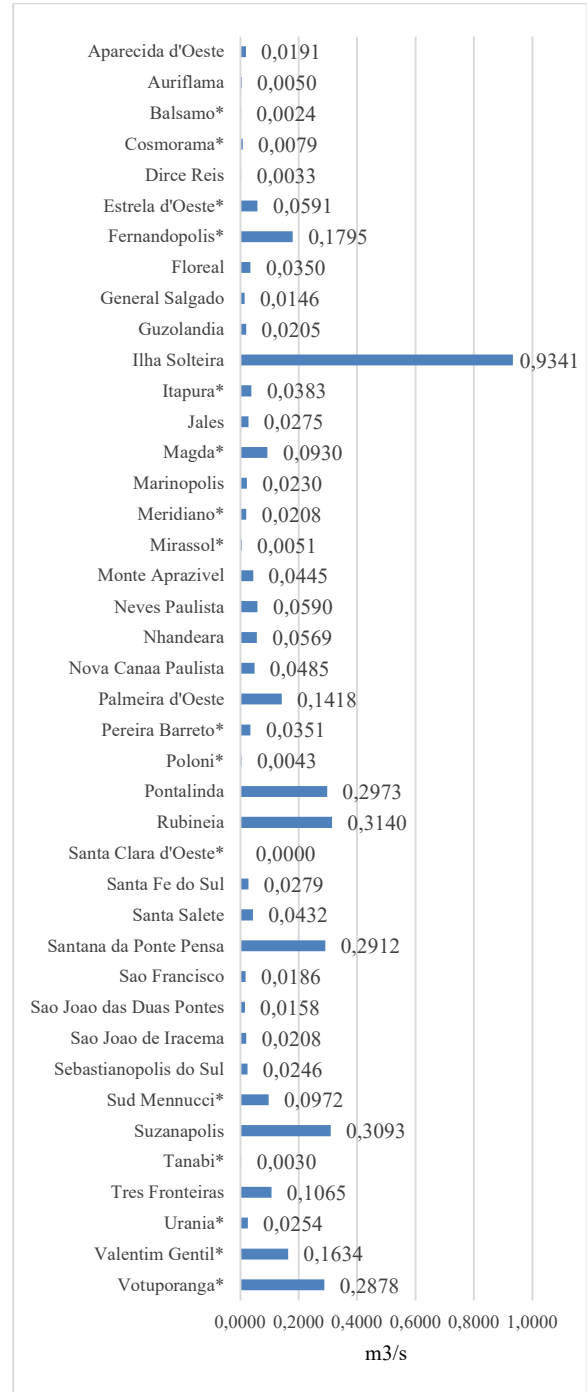 Aparecida d'Oeste 0,0191
Auriflama 0,0050
Balsamo* 0,0024
Cosmorama* 0,0079
Dirce Reis 0,0033
Estrela d'Oeste* 0,0591
Fernandopolis* 0,1795
Floreal 0,0350
General Salgado 0,0146
Guzolandia 0,0205
Ilha Solteira 0,9341
Itapura* 0,0383
Jales 0,0275
Magda* 0,0930
Marinopolis 0,0230
Meridiano* 0,0208
Mirassol* 0,0051
Monte Aprazivel 0,0445
Neves Paulista 0,0590
Nhandeara 0,0569
Nova Canaa Paulista 0,0485
Palmeira d'Oeste 0,1418
Pereira Barreto* 0,0351
Poloni* 0,0043
Pontalinda 0,2973
Rubineia 0,3140
Santa Clara d'Oeste* 0,0000
Santa Fe do Sul 0,0279
Santa Salete 0,0432
Santana da Ponte Pensa 0,2912
Sao Francisco 0,0186
Sao Joao das Duas Pontes 0,0158
Sao Joao de Iracema 0,0208
Sebastianopolis do Sul 0,0246
Sud Mennucci* 0,0972
Suzanapolis 0,3093
Tanabi* 0,0030
Tres Fronteiras 0,1065
Urania* 0,0254
Valentim Gentil* 0,1634
Votuporanga* 0,2878
0,0000 0,2000 0,4000 0,6000 0,8000 1,0000
m3/s